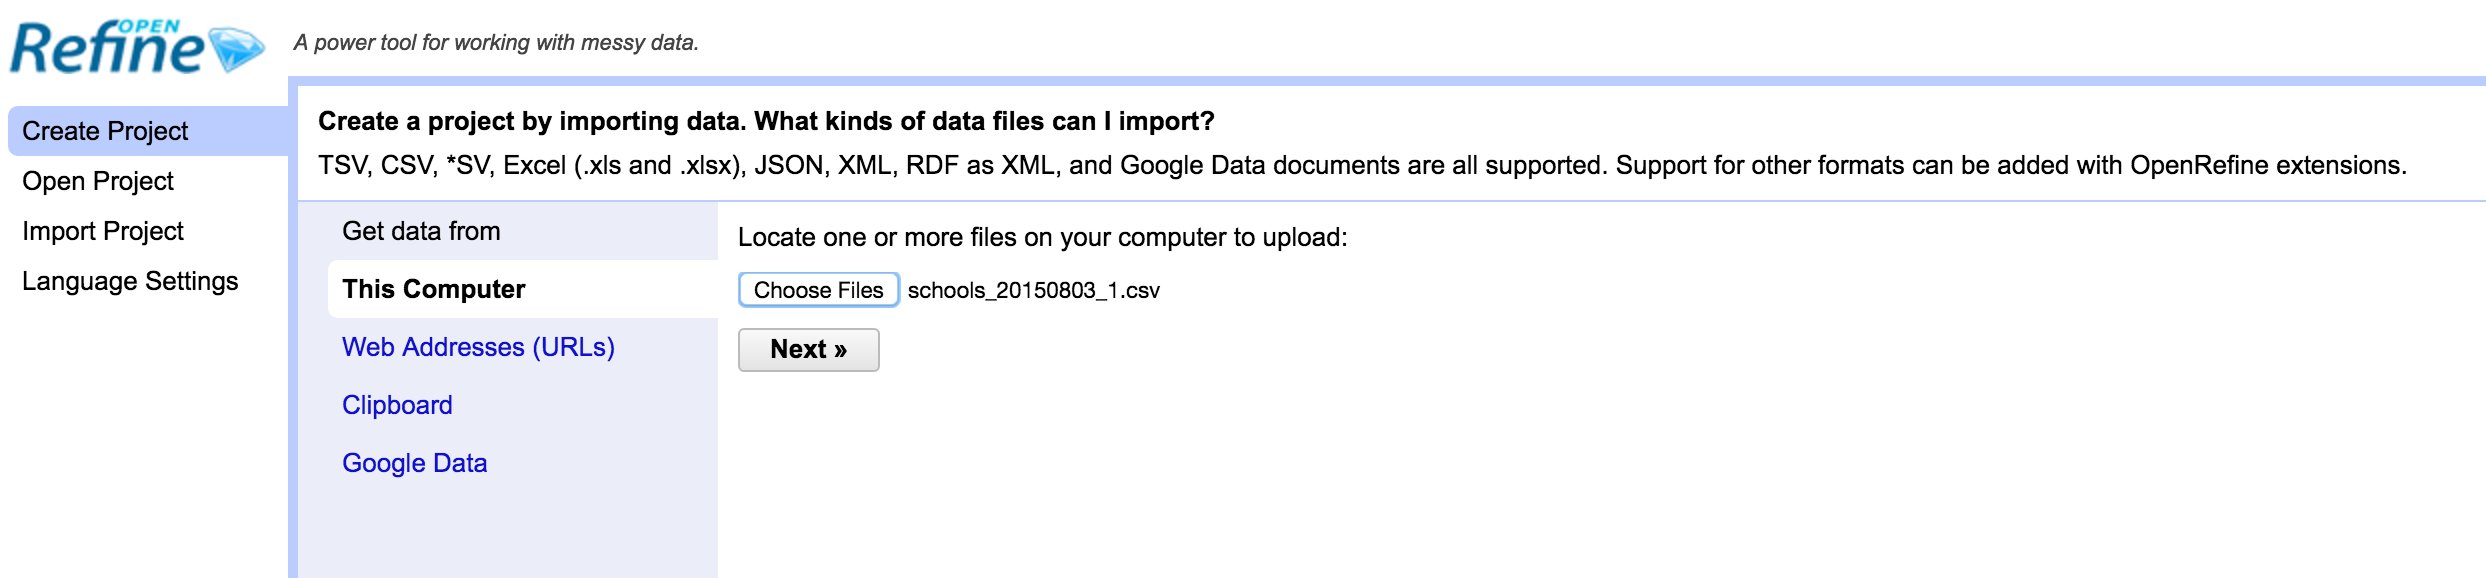 OPEN
Refine
A power tool for working with messy data.
Create Project
Open Project
Import Project
Language Settings
Create a project by importing data. What kinds of data files can I import?
TSV, CSV, *SV, Excel (.xls and .xlsx), JSON, XML, RDF as XML, and Google Data documents are all supported. Support for other formats can be added with OpenRefine extensions.
Get data from
This Computer
Web Addresses (URLs)
Clipboard
Google Data
Locate one or more files on your computer to upload:
Choose Files schools_20150803_1.csv
Next »